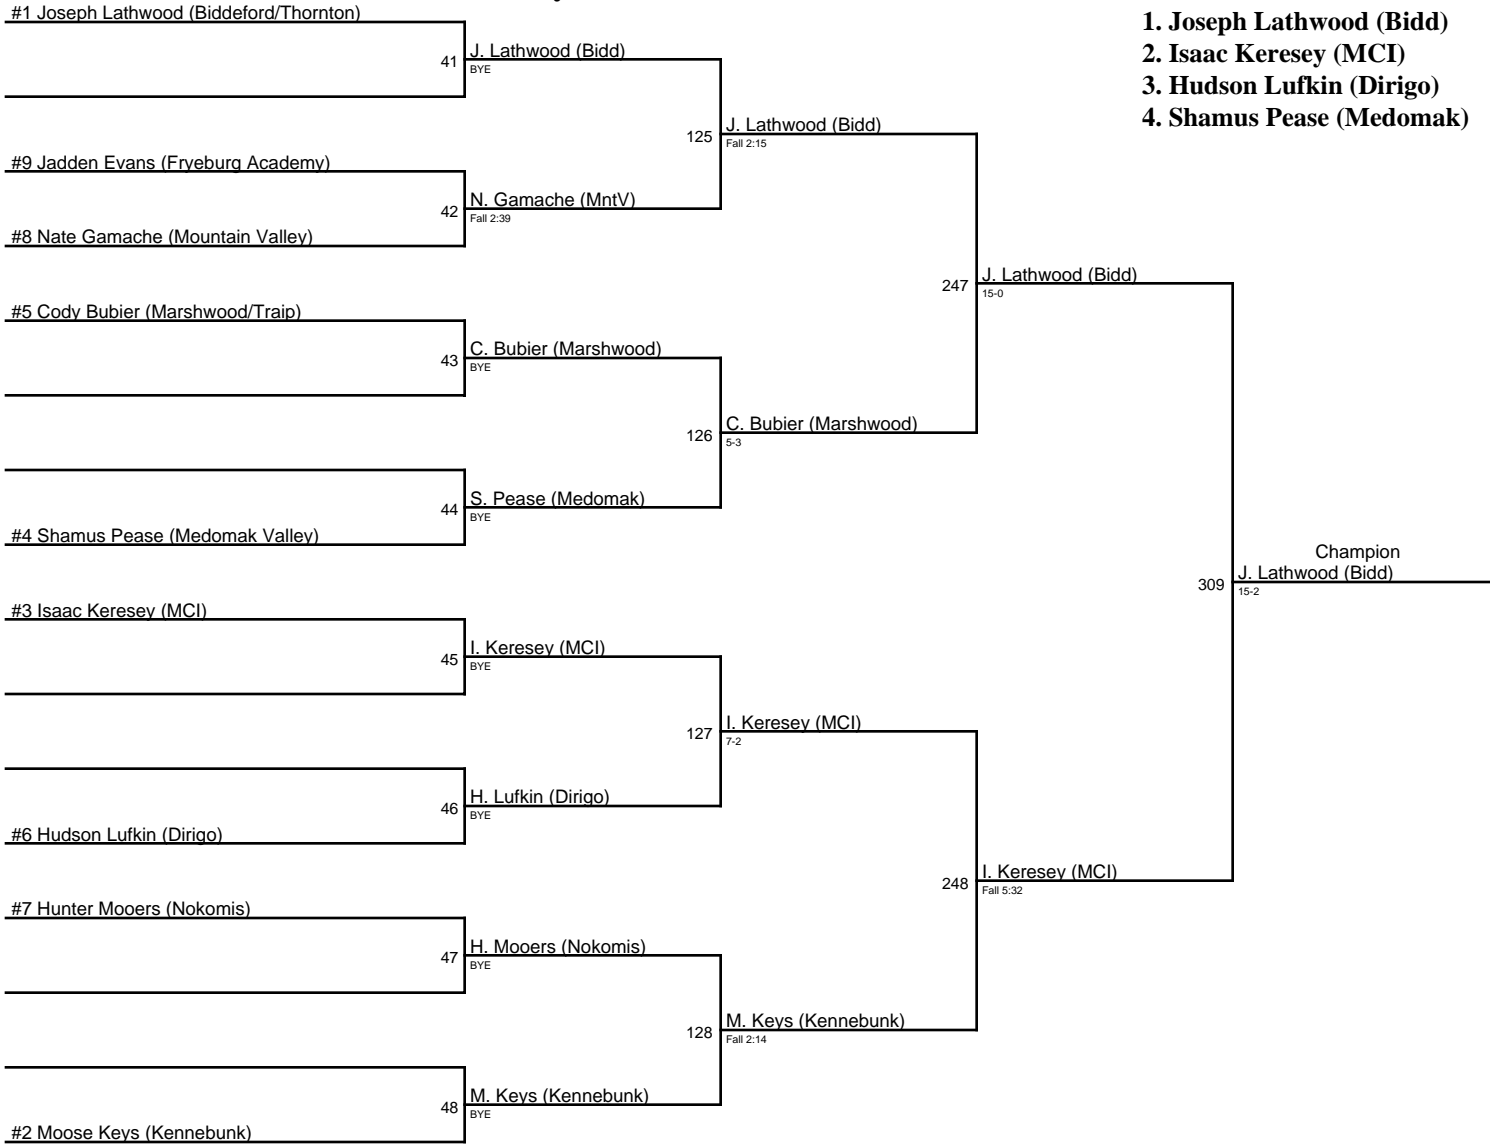 #1 Joseph Lathwood (Biddeford/Thornton)
1. Joseph Lathwood (Bidd)
2. Isaac Keresey (MCI)
3. Hudson Lufkin (Dirigo)
4. Shamus Pease (Medomak)
41 J. Lathwood (Bidd)
BYE
125 J. Lathwood (Bidd)
Fall 2:15
#9 Jadden Evans (Fryeburg Academy)
42 N. Gamache (MntV)
Fall 2:39
#8 Nate Gamache (Mountain Valley)
247 J. Lathwood (Bidd)
15-0
#5 Cody Bubier (Marshwood/Traip)
43 C. Bubier (Marshwood)
BYE
126 C. Bubier (Marshwood)
5-3
44 S. Pease (Medomak)
BYE
#4 Shamus Pease (Medomak Valley)
Champion
309 J. Lathwood (Bidd)
15-2
#3 Isaac Keresey (MCI)
45 I. Keresey (MCI)
BYE
127 I. Keresey (MCI)
7-2
46 H. Lufkin (Dirigo)
BYE
#6 Hudson Lufkin (Dirigo)
248 I. Keresey (MCI)
Fall 5:32
#7 Hunter Mooers (Nokomis)
47 H. Mooers (Nokomis)
BYE
128 M. Keys (Kennebunk)
Fall 2:14
48 M. Keys (Kennebunk)
BYE
#2 Moose Keys (Kennebunk)